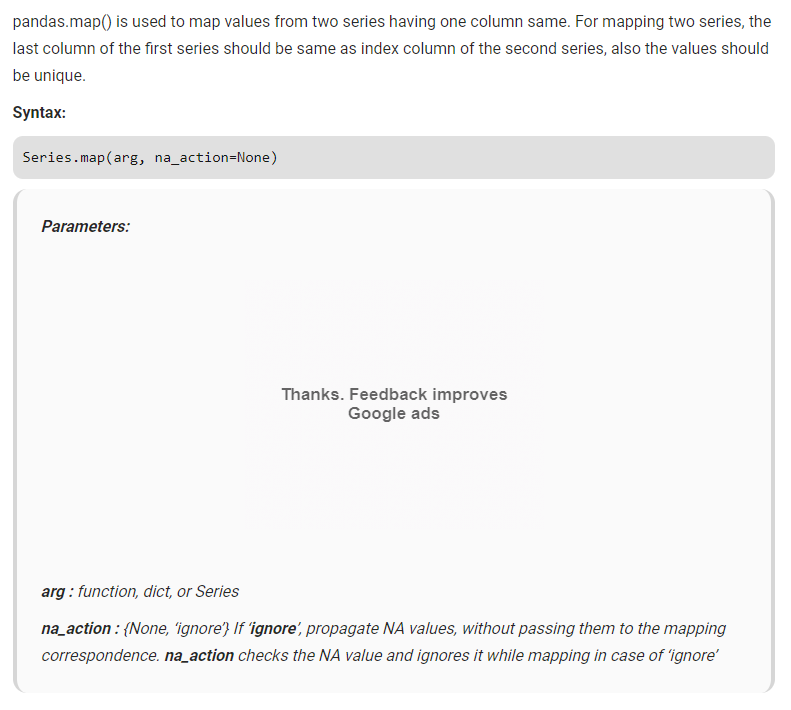 pandas.map() is used to map values from two series having one column same. For mapping two series, the
last column of the first series should be same as index column of the second series, also the values should
be unique.
Syntax:
Series.map(arg, na_action=None)
Parameters:
Thanks. Feedback improves
Google ads
arg : function, dict, or Series
na_action : {None, ‘ignore’} If ‘ignore’, propagate NA values, without passing them to the mapping
correspondence. na_action checks the NA value and ignores it while mapping in case of ‘ignore’